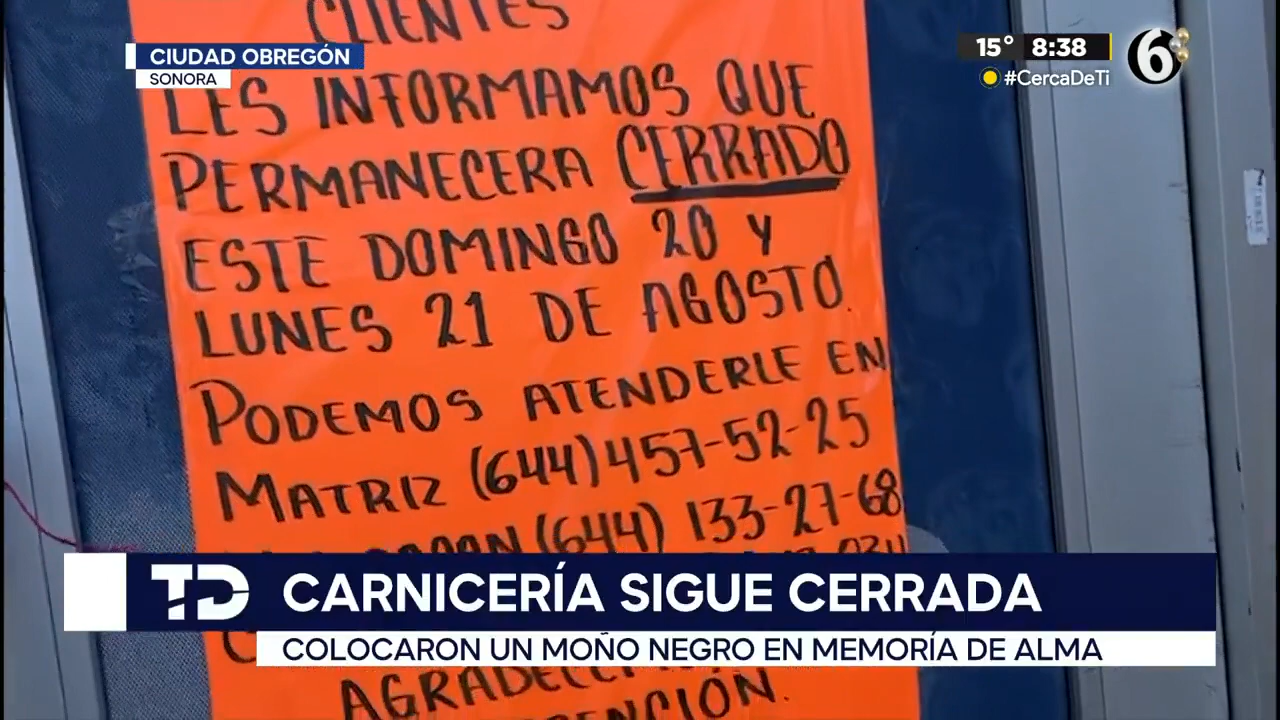 CLIENTES
LES INFORMAMOS QUE
PERMANECERA CERRADO
ESTE DOMINGO 20 Y
LUNES 21 DE AGOSTO.
PODEMOS ATENDERLE EN
MATRIZ (644)457-52-25
(644) 133-27-68
CIUDAD OBREGÓN
SONORA
15° 8:38
#CercaDeTi
6
TD CARNICERÍA SIGUE CERRADA
COLOCARON UN MOÑO NEGRO EN MEMORÍA DE ALMA